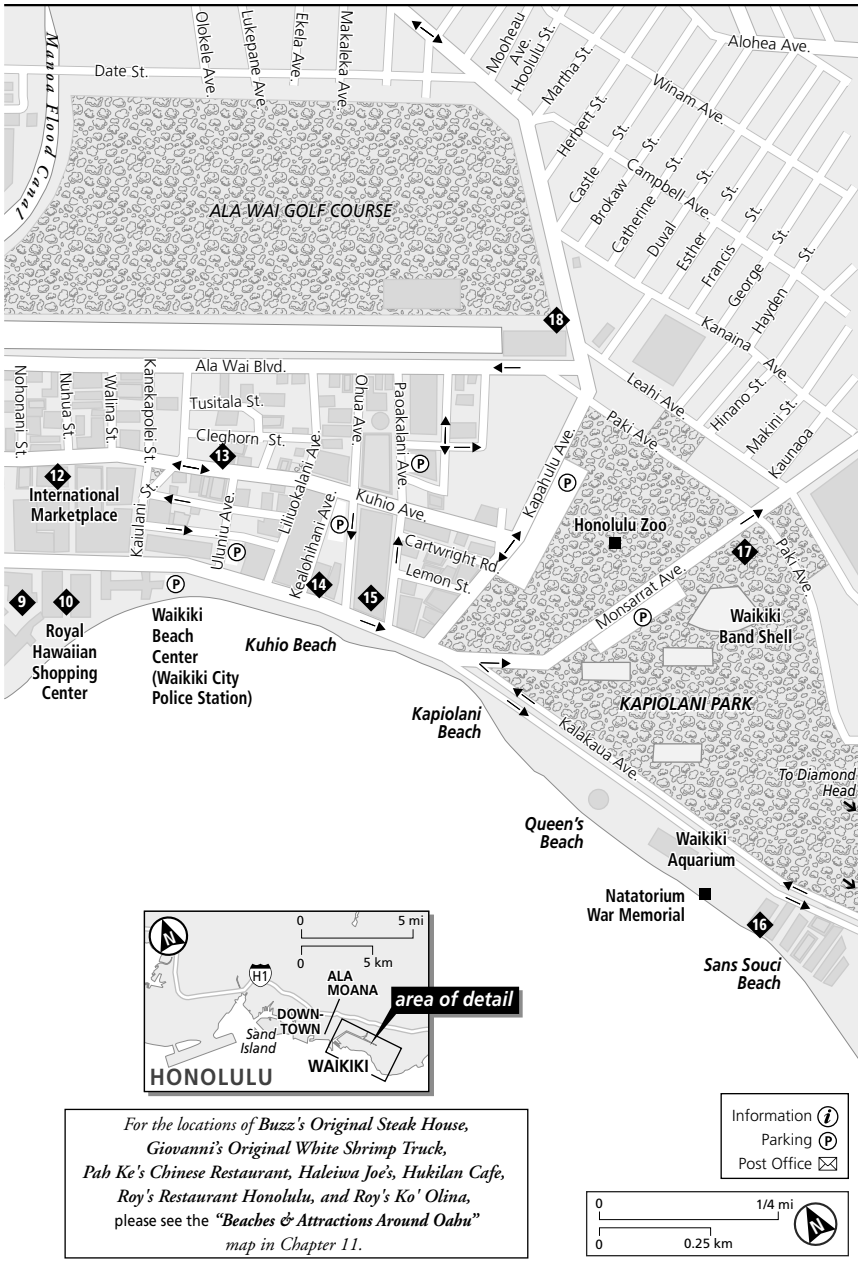 Manoa Flood Canal
Date St.
Olokele Ave.
Lukepane Ave.
Ekela Ave.
Makaleka Ave.
Mooheau
Ave.
Hoolulu St.
Martha St.
Alohea Ave.
Winam Ave.
Herbert St.
Castle St.
Brokaw St.
Catherine St.
Duval St.
Esther St.
Francis St.
George St.
Hayden St.
Campbell Ave.
ALA WAI GOLF COURSE
18
Kanaina Ave.
Leahi Ave.
Hinano St.
Makini St.
Kaunaoa
Paki Ave.
Ala Wai Blvd.
Nohonani St.
Nuhua St.
Walina St.
Kanekapolei St.
Tusitala St.
Cleghorn St.
Liliuokalani Ave.
Ohua Ave.
Paoakalani Ave.
P
Kapahulu Ave.
P
12
International
Marketplace
13
Kaiulani St.
Uluniu Ave.
P
Kealohilani Ave.
P
Kuhio Ave.
Cartwright Rd.
Lemon St.
Honolulu Zoo
Monsarrat Ave.
P
17
Paki Ave.
Waikiki
Band Shell
9
10
Royal
Hawaiian
Shopping
Center
P
Waikiki
Beach
Center
(Waikiki City
Police Station)
14
15
Kuhio Beach
Kapiolani
Beach
KAPIOLANI PARK
Kalakaua Ave.
To Diamond
Head
Queen's
Beach
Waikiki
Aquarium
Natatorium
War Memorial
16
Sans Souci
Beach
N
0 5 mi
0 5 km
H1
ALA
MOANA
DOWN-
TOWN
Sand
Island
area of detail
WAIKIKI
HONOLULU
For the locations of Buzz's Original Steak House,
Giovanni's Original White Shrimp Truck,
Pah Ke's Chinese Restaurant, Haleiwa Joe's, Hukilan Cafe,
Roy's Restaurant Honolulu, and Roy's Ko' Olina,
please see the "Beaches & Attractions Around Oahu"
map in Chapter 11.
Information i
Parking P
Post Office
0 1/4 mi
0 0.25 km
N